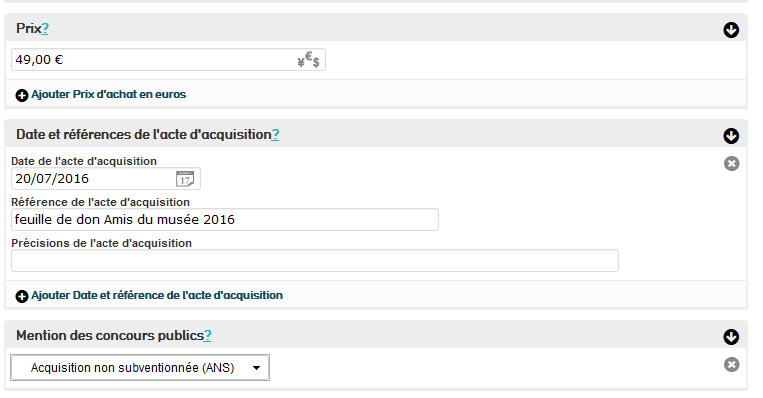 Prix?
49,00 €
Ajouter Prix d'achat en euros
Date et références de l'acte d'acquisition?
Date de l'acte d'acquisition
20/07/2016
Référence de l'acte d'acquisition
feuille de don Amis du musée 2016
Précisions de l'acte d'acquisition
Ajouter Date et référence de l'acte d'acquisition
Mention des concours publics?
Acquisition non subventionnée (ANS)